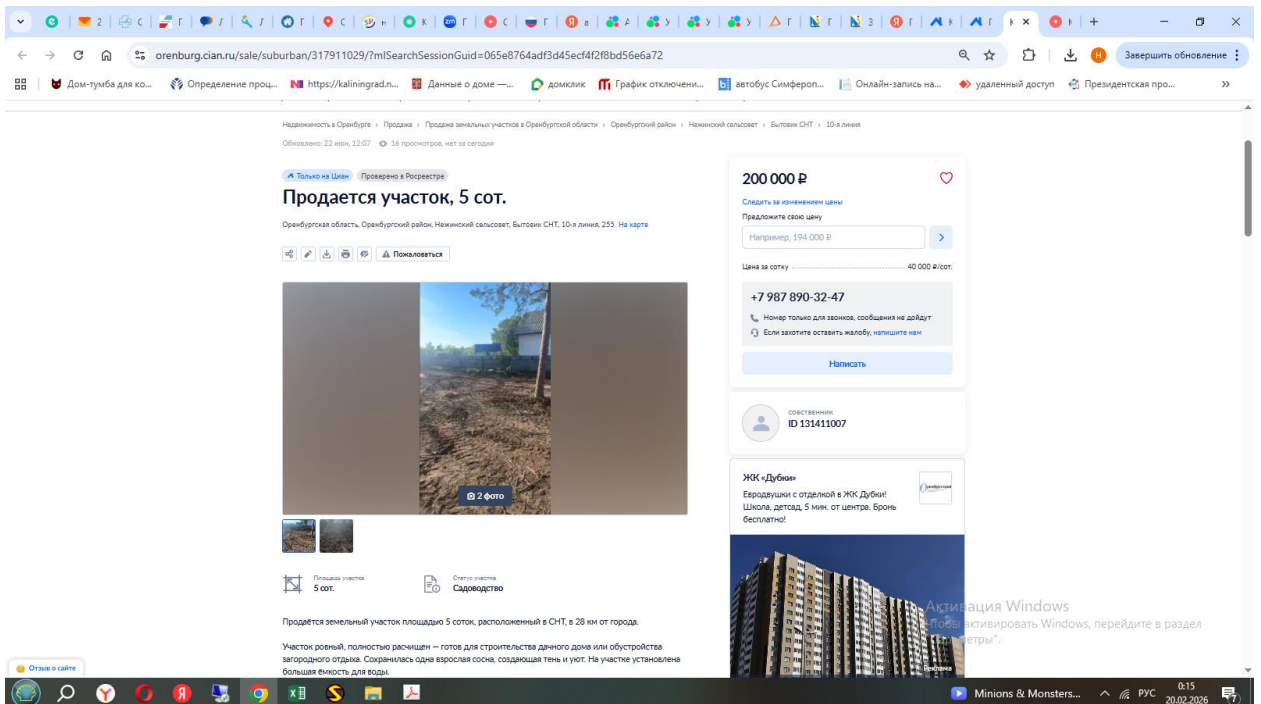 orenburg.cian.ru/sale/suburban/317911029/?mlSearchSessionGuid=065e8764adf3d45ecf4f2f8bd56e6a72
Завершить обновление
Дом-тумба для ко...
Определение проц...
https://kaliningrad.n...
Данные о доме —...
домклик
График отключени...
автобус Симфероп...
Онлайн-запись на...
удаленный доступ
Президентская про...
Недвижимость в Оренбурге › Продажа › Продажа земельных участков в Оренбургской области › Оренбургский район › Нежинский сельсовет › Бытовик СНТ › 10-я линия
Обновлено: 22 июн, 12:07 16 просмотров, нет за сегодня
Только на Циан Проверено в Росреестре
Продается участок, 5 сот.
Оренбургская область, Оренбургский район, Нежинский сельсовет, Бытовик СНТ, 10-я линия, 255 На карте
Пожаловаться
2 фото
Площадь участка
5 сот.
Статус участка
Садоводство
Продаётся земельный участок площадью 5 соток, расположенный в СНТ, в 28 км от города.
Участок ровный, полностью расчищен — готов для строительства дачного дома или обустройства
загородного отдыха. Сохранилась одна взрослая сосна, создающая тень и уют. На участке установлена
большая ёмкость для воды.
200 000 ₽
Следить за изменением цены
Предложите свою цену
Например, 194 000 ₽
Цена за сотку 40 000 ₽/сот.
+7 987 890-32-47
Номер только для звонков, сообщения не дойдут
Если захотите оставить жалобу, напишите нам
Написать
СОБСТВЕННИК
ID 131411007
ЖК «Дубки»
Евродвушки с отделкой в ЖК Дубки!
Школа, детсад, 5 мин. от центра. Бронь
бесплатно!
Реклама
Активация Windows
Чтобы активировать Windows, перейдите в раздел
Отзыв о сайте
Minions & Monsters...
РУС
0:15
20.02.2026